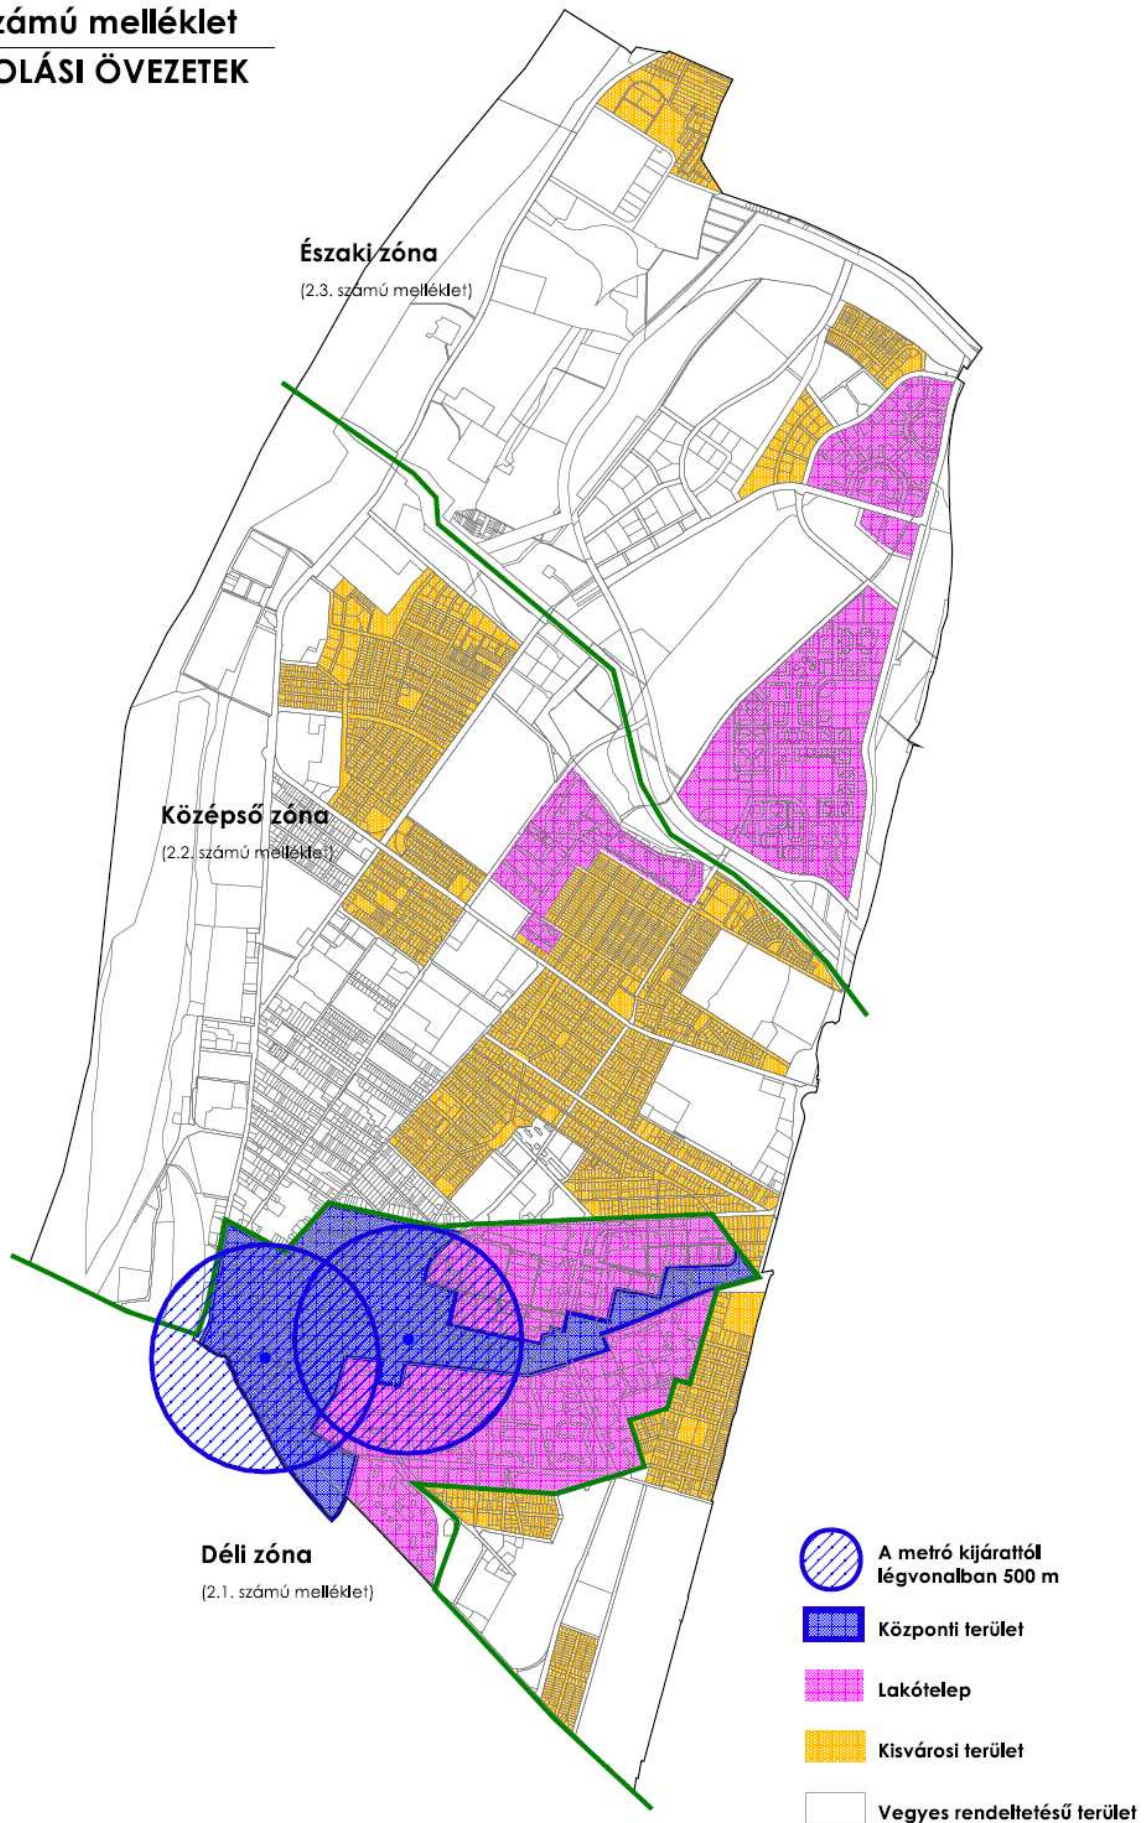 számú melléklet
OLÁSI ÖVEZETEK
Északi zóna
(2.3. számú melléklet)
Középső zóna
(2.2. számú melléklet)
Déli zóna
(2.1. számú melléklet)
A metró kijárattól
légvonalban 500 m
Központi terület
Lakótelep
Kisvárosi terület
Vegyes rendeltetésű terület